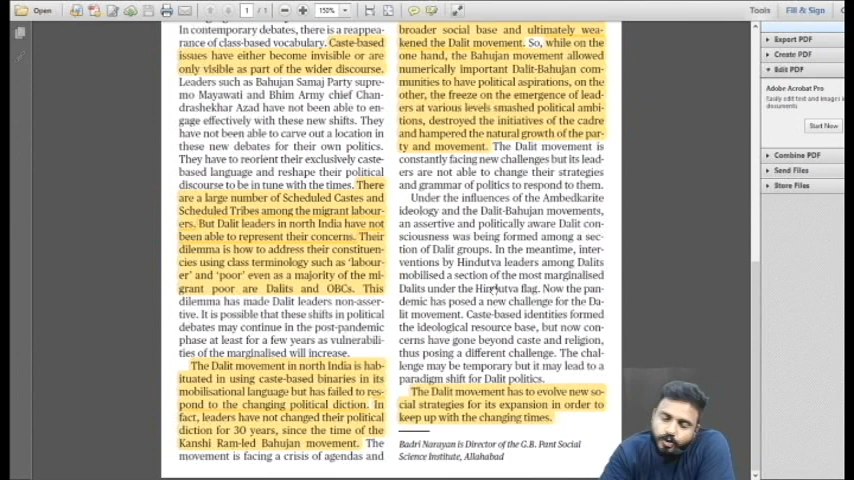 Open
1
/ 1
150%
Tools
Fill & Sign
Export PDF
Create PDF
Edit PDF
Adobe Acrobat Pro
Easily edit text and images in
documents
Start Now
Combine PDF
Send Files
Store Files
In contemporary debates, there is a reappea-
rance of class-based vocabulary. Caste-based
issues have either become invisible or are
only visible as part of the wider discourse.
Leaders such as Bahujan Samaj Party supre-
mo Mayawati and Bhim Army chief Chan-
drashekhar Azad have not been able to en-
gage effectively with these new shifts. They
have not been able to carve out a location in
these new debates for their own politics.
They have to reorient their exclusively caste-
based language and reshape their political
discourse to be in tune with the times. There
are a large number of Scheduled Castes and
Scheduled Tribes among the migrant labour-
ers. But Dalit leaders in north India have not
been able to represent their concerns. Their
dilemma is how to address their constituen-
cies using class terminology such as 'labour-
er' and 'poor' even as a majority of the mi-
grant poor are Dalits and OBCs. This
dilemma has made Dalit leaders non-asser-
tive. It is possible that these shifts in political
debates may continue in the post-pandemic
phase at least for a few years as vulnerabili-
ties of the marginalised will increase.
The Dalit movement in north India is hab-
ituated in using caste-based binaries in its
mobilisational language but has failed to res-
pond to the changing political diction. In
fact, leaders have not changed their political
diction for 30 years, since the time of the
Kanshi Ram-led Bahujan movement. The
movement is facing a crisis of agendas and
broader social base and ultimately wea-
kened the Dalit movement. So, while on the
one hand, the Bahujan movement allowed
numerically important Dalit-Bahujan com-
munities to have political aspirations, on the
other, the freeze on the emergence of lead-
ers at various levels smashed political ambi-
tions, destroyed the initiatives of the cadre
and hampered the natural growth of the par-
ty and movement. The Dalit movement is
constantly facing new challenges but its lead-
ers are not able to change their strategies
and grammar of politics to respond to them.
Under the influences of the Ambedkarite
ideology and the Dalit-Bahujan movements,
an assertive and politically aware Dalit con-
sciousness was being formed among a sec-
tion of Dalit groups. In the meantime, inter-
ventions by Hindutva leaders among Dalits
mobilised a section of the most marginalised
Dalits under the Hindutva flag. Now the pan-
demic has posed a new challenge for the Da-
lit movement. Caste-based identities formed
the ideological resource base, but now con-
cerns have gone beyond caste and religion,
thus posing a different challenge. The chal-
lenge may be temporary but it may lead to a
paradigm shift for Dalit politics.
The Dalit movement has to evolve new so-
cial strategies for its expansion in order to
keep up with the changing times.
Badri Narayan is Director of the G.B. Pant Social
Science Institute, Allahabad